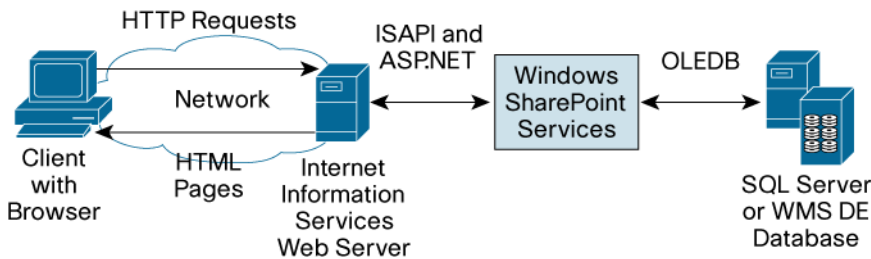 HTTP Requests
Network
HTML
Pages
Client
with
Browser
Internet
Information
Services
Web Server
ISAPI and
ASP.NET
Windows
SharePoint
Services
OLEDB
SQL Server
or WMS DE
Database